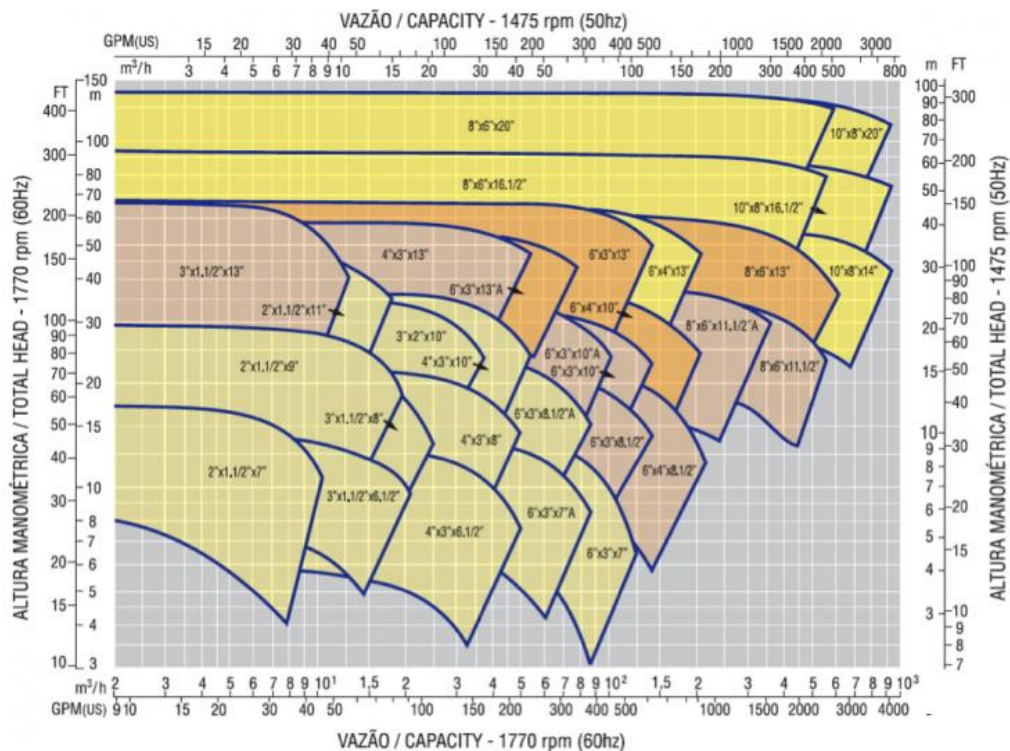 VAZÃO / CAPACITY - 1475 rpm (50hz)
GPM(US) 15 20 30 40 50 100 150 200 300 400 500 1000 1500 2000 3000
m³/h 3 4 5 6 7 8 9 10 15 20 30 40 50 100 150 200 300 400 500 800
FT m
150
400
100
300
80
70
200 60
50
150
40
100 30
90
80
70 20
60
50 15
40
10
30
8
7
20 6
5
15
4
10 3
ALTURA MANOMÉTRICA / TOTAL HEAD - 1770 rpm (60Hz)
8"x6"x20"
10"x8"x20"
8"x6"x16.1/2"
10"x8"x16.1/2"
3"x1.1/2"x13"
4"x3"x13"
6"x3"x13"
6"x4"x13"
8"x6"x13"
10"x8"x14"
6"x3"x13"A
2"x1.1/2"x11"
6"x4"x10"
3"x2"x10"
8"x6"x11.1/2"A
4"x3"x10"
6"x3"x10"A
6"x3"x10"
8"x6"x11.1/2"
2"x1.1/2"x9"
3"x1.1/2"x8"
6"x3"x8.1/2"A
4"x3"x8"
6"x3"x8.1/2"
2"x1.1/2"x7"
6"x4"x8.1/2"
3"x1.1/2"x6.1/2"
4"x3"x6.1/2"
6"x3"x7"A
6"x3"x7"
m FT
100
90 300
80
70
60 200
50
40 150
30 100
90
80
20 70
60
15 50
40
10 30
9
8
7
6 20
5
15
4
3 10
9
8
7
ALTURA MANOMÉTRICA / TOTAL HEAD - 1475 rpm (50Hz)
m³/h 2 3 4 5 6 7 8 9 10¹ 1,5 2 3 4 5 6 7 8 9 10² 1,5 2 3 4 5 6 7 8 9 10³
GPM(US) 9 10 15 20 30 40 50 100 150 200 300 400 500 1000 2000 3000 4000
VAZÃO / CAPACITY - 1770 rpm (60hz)